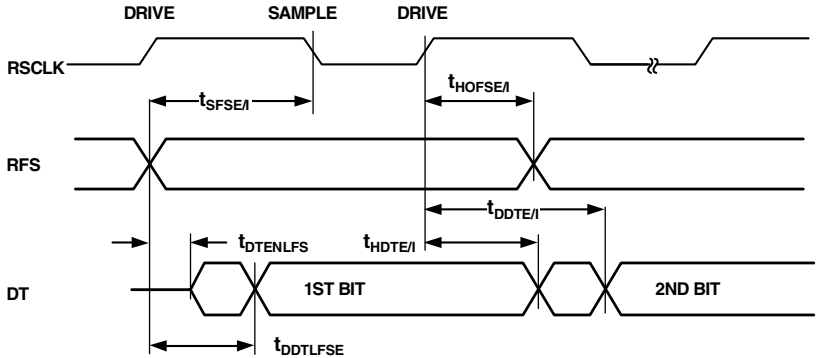 DRIVE SAMPLE DRIVE
RSCLK
tSFSE/I tHOFSE/I
RFS
tDDTE/I
tDTENLFS tHDTE/I
DT 1ST BIT 2ND BIT
tDDTLFSE